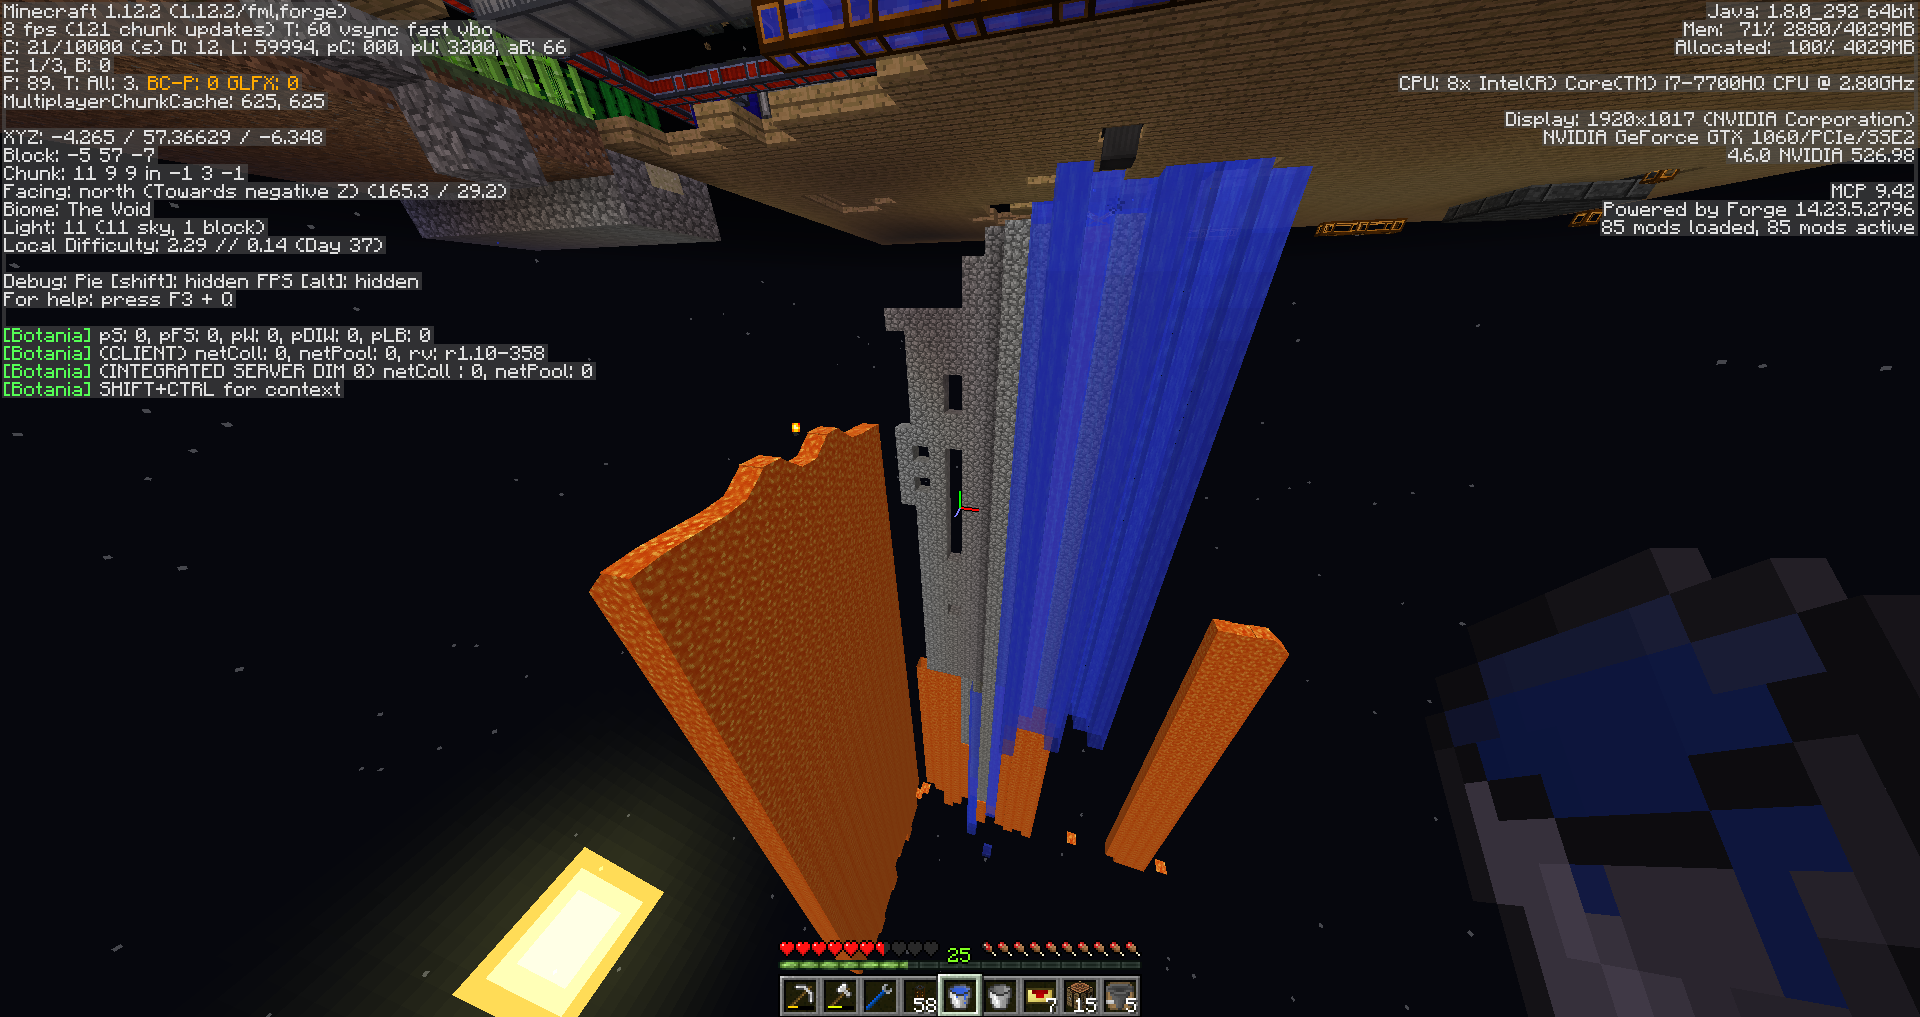 Minecraft 1.12.2 (1.12.2/fml,forge)
8 fps (121 chunk updates) T: 60 vsync fast vbo
C: 21/10000 (s) D: 12, L: 59994, pC: 000, pU: 3200, aB: 66
E: 1/3, B: 0
P: 89, T: All: 3, BC-P: 0 GLFX: 0
MultiplayerChunkCache: 625, 625
XYZ: -4.265 / 57.36629 / -6.348
Block: -5 57 -7
Chunk: 11 9 9 in -1 3 -1
Facing: north (Towards negative Z) (165.3 / 29.2)
Biome: The Void
Light: 11 (11 sky, 1 block)
Local Difficulty: 2.29 // 0.14 (Day 37)
Debug: Pie [shift]: hidden FPS [alt]: hidden
For help: press F3 + Q
[Botania] pS: 0, pFS: 0, pW: 0, pDIW: 0, pLB: 0
[Botania] (CLIENT) netColl: 0, netPool: 0, rv: r1.10-358
[Botania] (INTEGRATED SERVER DIM 0) netColl : 0, netPool: 0
[Botania] SHIFT+CTRL for context
Java: 1.8.0_292 64bit
Mem: 71% 2880/4029MB
Allocated: 100% 4029MB
CPU: 8x Intel(R) Core(TM) i7-7700HQ CPU @ 2.80GHz
Display: 1920x1017 (NVIDIA Corporation)
NVIDIA GeForce GTX 1060/PCIe/SSE2
4.6.0 NVIDIA 526.98
MCP 9.42
Powered by Forge 14.23.5.2796
85 mods loaded, 85 mods active
25
58
7
15
5